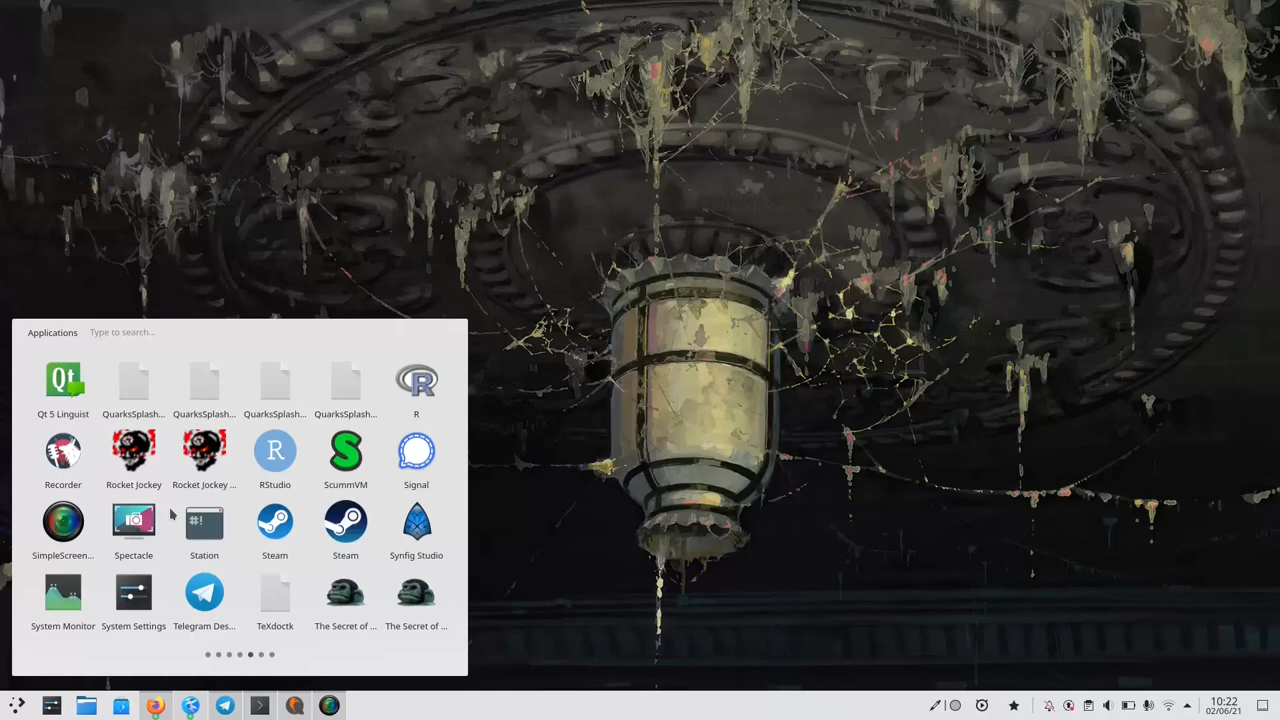 Applications Type to search...
Qt
R
Qt 5 Linguist QuarksSplash... QuarksSplash... QuarksSplash... QuarksSplash... R
R
S
Recorder Rocket Jockey Rocket Jockey ... RStudio ScummVM Signal
#!
SimpleScreen... Spectacle Station Steam Steam Synfig Studio
System Monitor System Settings Telegram Des... TeXdoctk The Secret of ... The Secret of ...
10:22
02/06/21